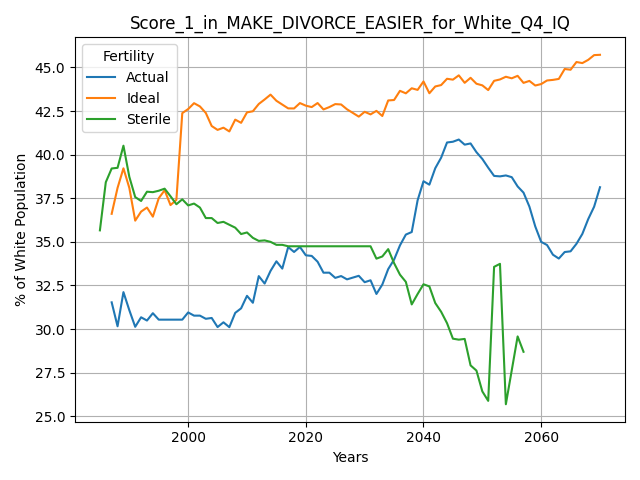 Score_1_in_MAKE_DIVORCE_EASIER_for_White_Q4_IQ
Fertility
Actual
Ideal
Sterile
% of White Population
45.0
42.5
40.0
37.5
35.0
32.5
30.0
27.5
25.0
2000
2020
2040
2060
Years